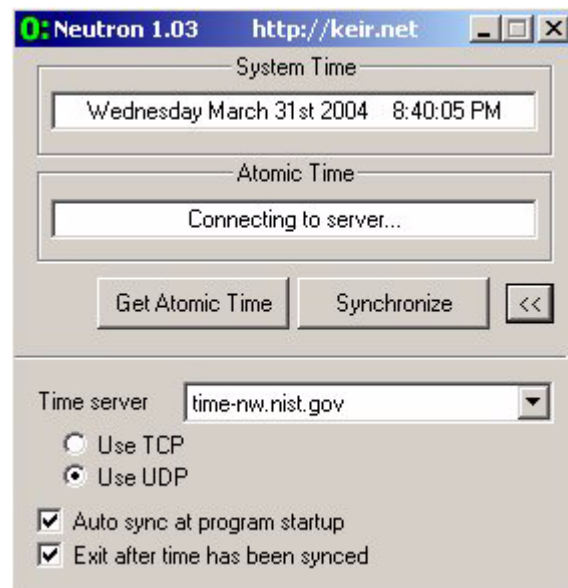 0: Neutron 1.03 http://keir.net
System Time
Wednesday March 31st 2004 8:40:05 PM
Atomic Time
Connecting to server...
Get Atomic Time Synchronize <<
Time server time-nw.nist.gov
Use TCP
Use UDP
Auto sync at program startup
Exit after time has been synced